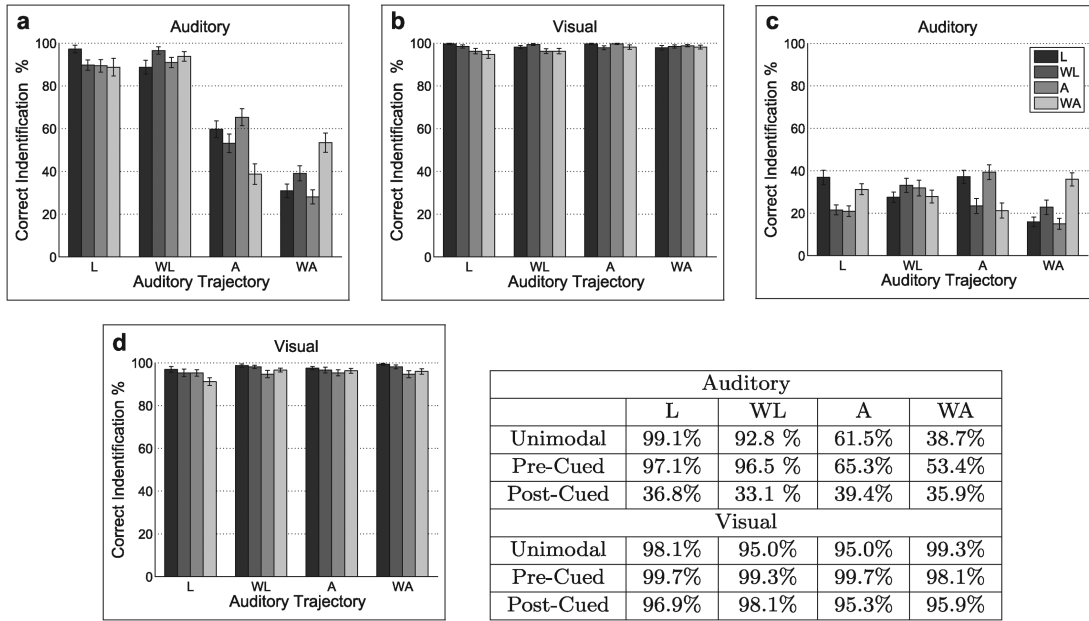 a
Auditory
Correct Indentification %
100
80
60
40
20
0
L WL A WA
Auditory Trajectory
b
Visual
Correct Indentification %
100
80
60
40
20
0
L WL A WA
Auditory Trajectory
c
Auditory
Correct Indentification %
100
80
60
40
20
0
L
WL
A
WA
L WL A WA
Auditory Trajectory
d
Visual
Correct Indentification %
100
80
60
40
20
0
L WL A WA
Auditory Trajectory
Auditory
L WL A WA
Unimodal 99.1% 92.8 % 61.5% 38.7%
Pre-Cued 97.1% 96.5 % 65.3% 53.4%
Post-Cued 36.8% 33.1 % 39.4% 35.9%
Visual
Unimodal 98.1% 95.0% 95.0% 99.3%
Pre-Cued 99.7% 99.3% 99.7% 98.1%
Post-Cued 96.9% 98.1% 95.3% 95.9%